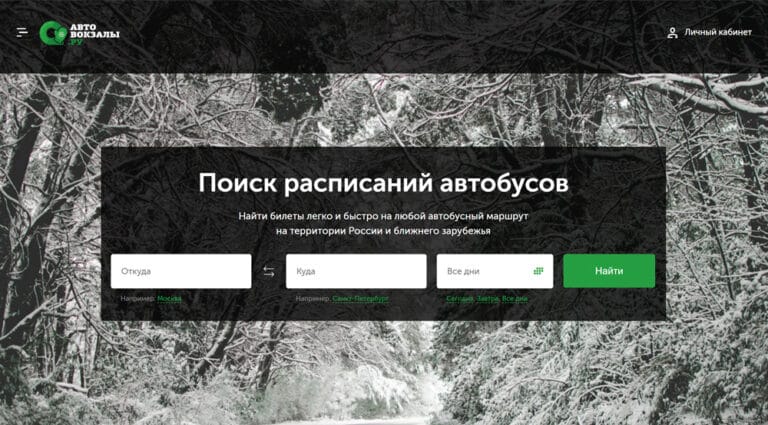 АВТО
ВОКЗАЛЫ
.РУ
Личный кабинет
Поиск расписаний автобусов
Найти билеты легко и быстро на любой автобусный маршрут
на территории России и ближнего зарубежья
Откуда
Куда
Все дни
Найти
Например: Москва
Например: Санкт-Петербург
Сегодня, Завтра, Все дни